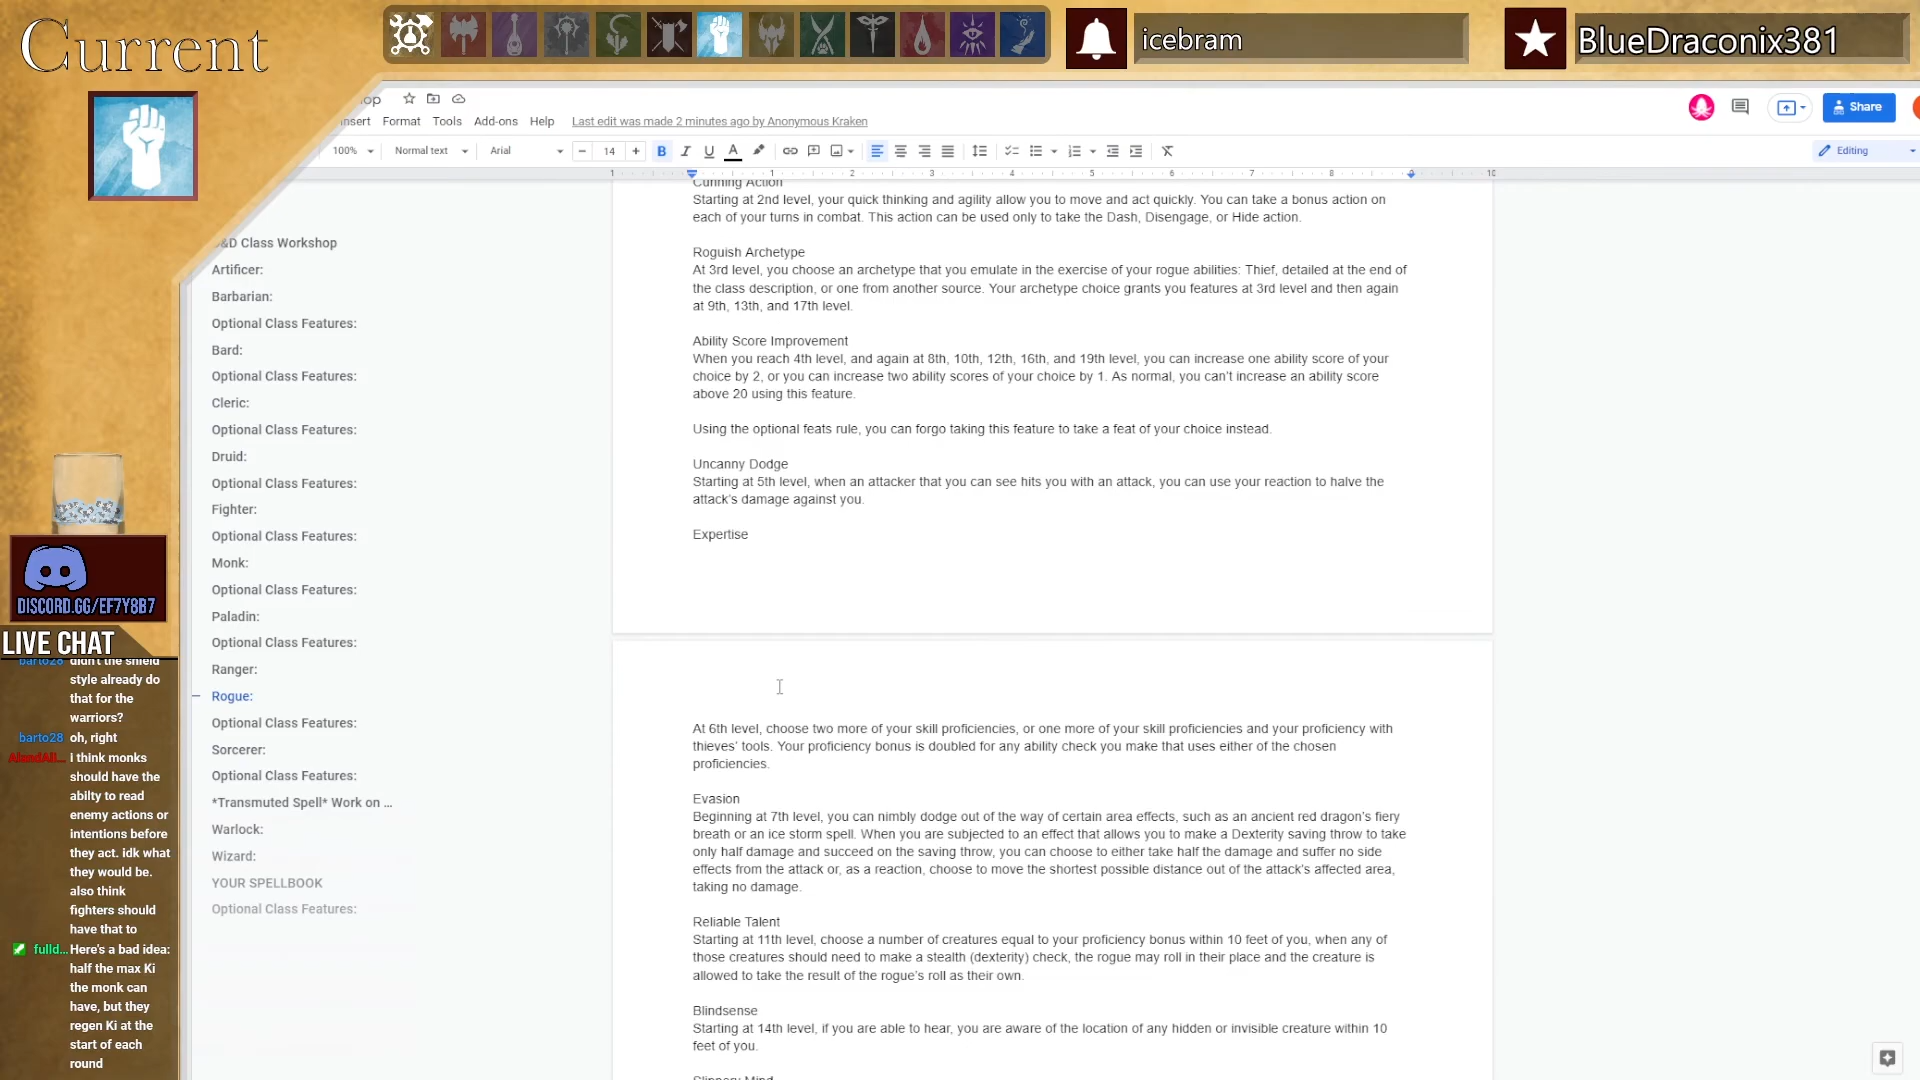 Current
icebram
BlueDraconix381
op
Insert Format Tools Add-ons Help Last edit was made 2 minutes ago by Anonymous Kraken
Share
100% Normal text Arial 14
Editing
1 1 2 3 4 5 6 7 8 9 10
D&D Class Workshop
Artificer:
Barbarian:
Optional Class Features:
Bard:
Optional Class Features:
Cleric:
Optional Class Features:
Druid:
Optional Class Features:
Fighter:
Optional Class Features:
Monk:
Optional Class Features:
Paladin:
Optional Class Features:
Ranger:
Rogue:
Optional Class Features:
Sorcerer:
Optional Class Features:
*Transmuted Spell* Work on ...
Warlock:
Wizard:
YOUR SPELLBOOK
Optional Class Features:
Cunning Action
Starting at 2nd level, your quick thinking and agility allow you to move and act quickly. You can take a bonus action on
each of your turns in combat. This action can be used only to take the Dash, Disengage, or Hide action.
Roguish Archetype
At 3rd level, you choose an archetype that you emulate in the exercise of your rogue abilities: Thief, detailed at the end of
the class description, or one from another source. Your archetype choice grants you features at 3rd level and then again
at 9th, 13th, and 17th level.
Ability Score Improvement
When you reach 4th level, and again at 8th, 10th, 12th, 16th, and 19th level, you can increase one ability score of your
choice by 2, or you can increase two ability scores of your choice by 1. As normal, you can't increase an ability score
above 20 using this feature.
Using the optional feats rule, you can forgo taking this feature to take a feat of your choice instead.
Uncanny Dodge
Starting at 5th level, when an attacker that you can see hits you with an attack, you can use your reaction to halve the
attack's damage against you.
Expertise
At 6th level, choose two more of your skill proficiencies, or one more of your skill proficiencies and your proficiency with
thieves' tools. Your proficiency bonus is doubled for any ability check you make that uses either of the chosen
proficiencies.
Evasion
Beginning at 7th level, you can nimbly dodge out of the way of certain area effects, such as an ancient red dragon's fiery
breath or an ice storm spell. When you are subjected to an effect that allows you to make a Dexterity saving throw to take
only half damage and succeed on the saving throw, you can choose to either take half the damage and suffer no side
effects from the attack or, as a reaction, choose to move the shortest possible distance out of the attack's affected area,
taking no damage.
Reliable Talent
Starting at 11th level, choose a number of creatures equal to your proficiency bonus within 10 feet of you, when any of
those creatures should need to make a stealth (dexterity) check, the rogue may roll in their place and the creature is
allowed to take the result of the rogue's roll as their own.
Blindsense
Starting at 14th level, if you are able to hear, you are aware of the location of any hidden or invisible creature within 10
feet of you.
Slippery Mind
DISCORD.GG/EF7Y8B7
LIVE CHAT
barto28 didn't the shield
style already do
that for the
warriors?
barto28 oh, right
i think monks
should have the
abilty to read
enemy actions or
intentions before
they act. idk what
they would be.
also think
fighters should
have that to
fulld... Here's a bad idea:
half the max Ki
the monk can
have, but they
regen Ki at the
start of each
round